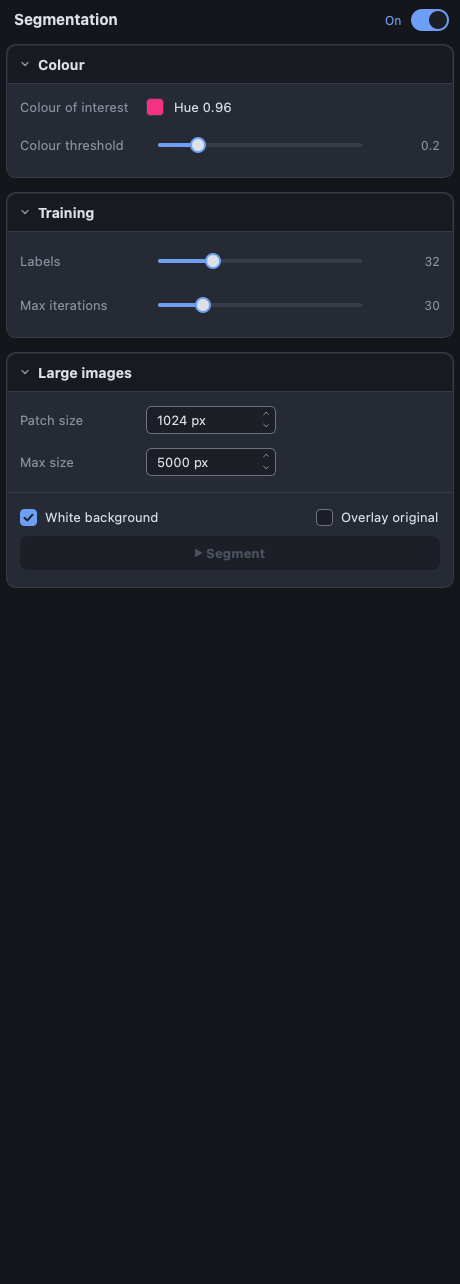 Segmentation On
Colour
Colour of interest Hue 0.96
Colour threshold 0.2
Training
Labels 32
Max iterations 30
Large images
Patch size 1024 px
Max size 5000 px
White background Overlay original
Segment